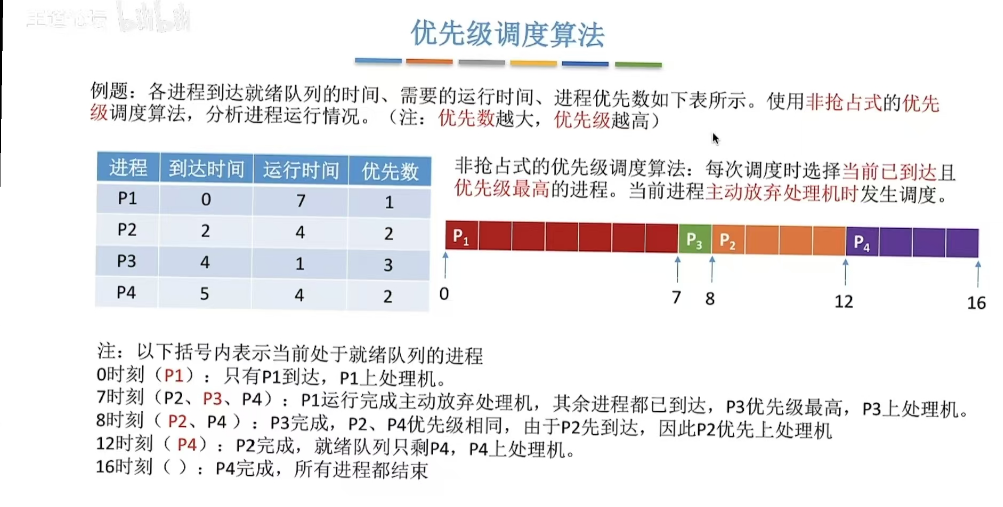 优先级调度算法
例题：各进程到达就绪队列的时间、需要的运行时间、进程优先数如下表所示。使用非抢占式的优先
级调度算法，分析进程运行情况。（注：优先数越大，优先级越高）
进程 到达时间 运行时间 优先数
P1 0 7 1
P2 2 4 2
P3 4 1 3
P4 5 4 2
非抢占式的优先级调度算法：每次调度时选择当前已到达且
优先级最高的进程。当前进程主动放弃处理机时发生调度。
P1 P3 P2 P4
0 7 8 12 16
注：以下括号内表示当前处于就绪队列的进程
0时刻（P1）：只有P1到达，P1上处理机。
7时刻（P2、P3、P4）：P1运行完成主动放弃处理机，其余进程都已到达，P3优先级最高，P3上处理机。
8时刻（P2、P4）：P3完成，P2、P4优先级相同，由于P2先到达，因此P2优先上处理机
12时刻（P4）：P2完成，就绪队列只剩P4，P4上处理机。
16时刻（ ）：P4完成，所有进程都结束